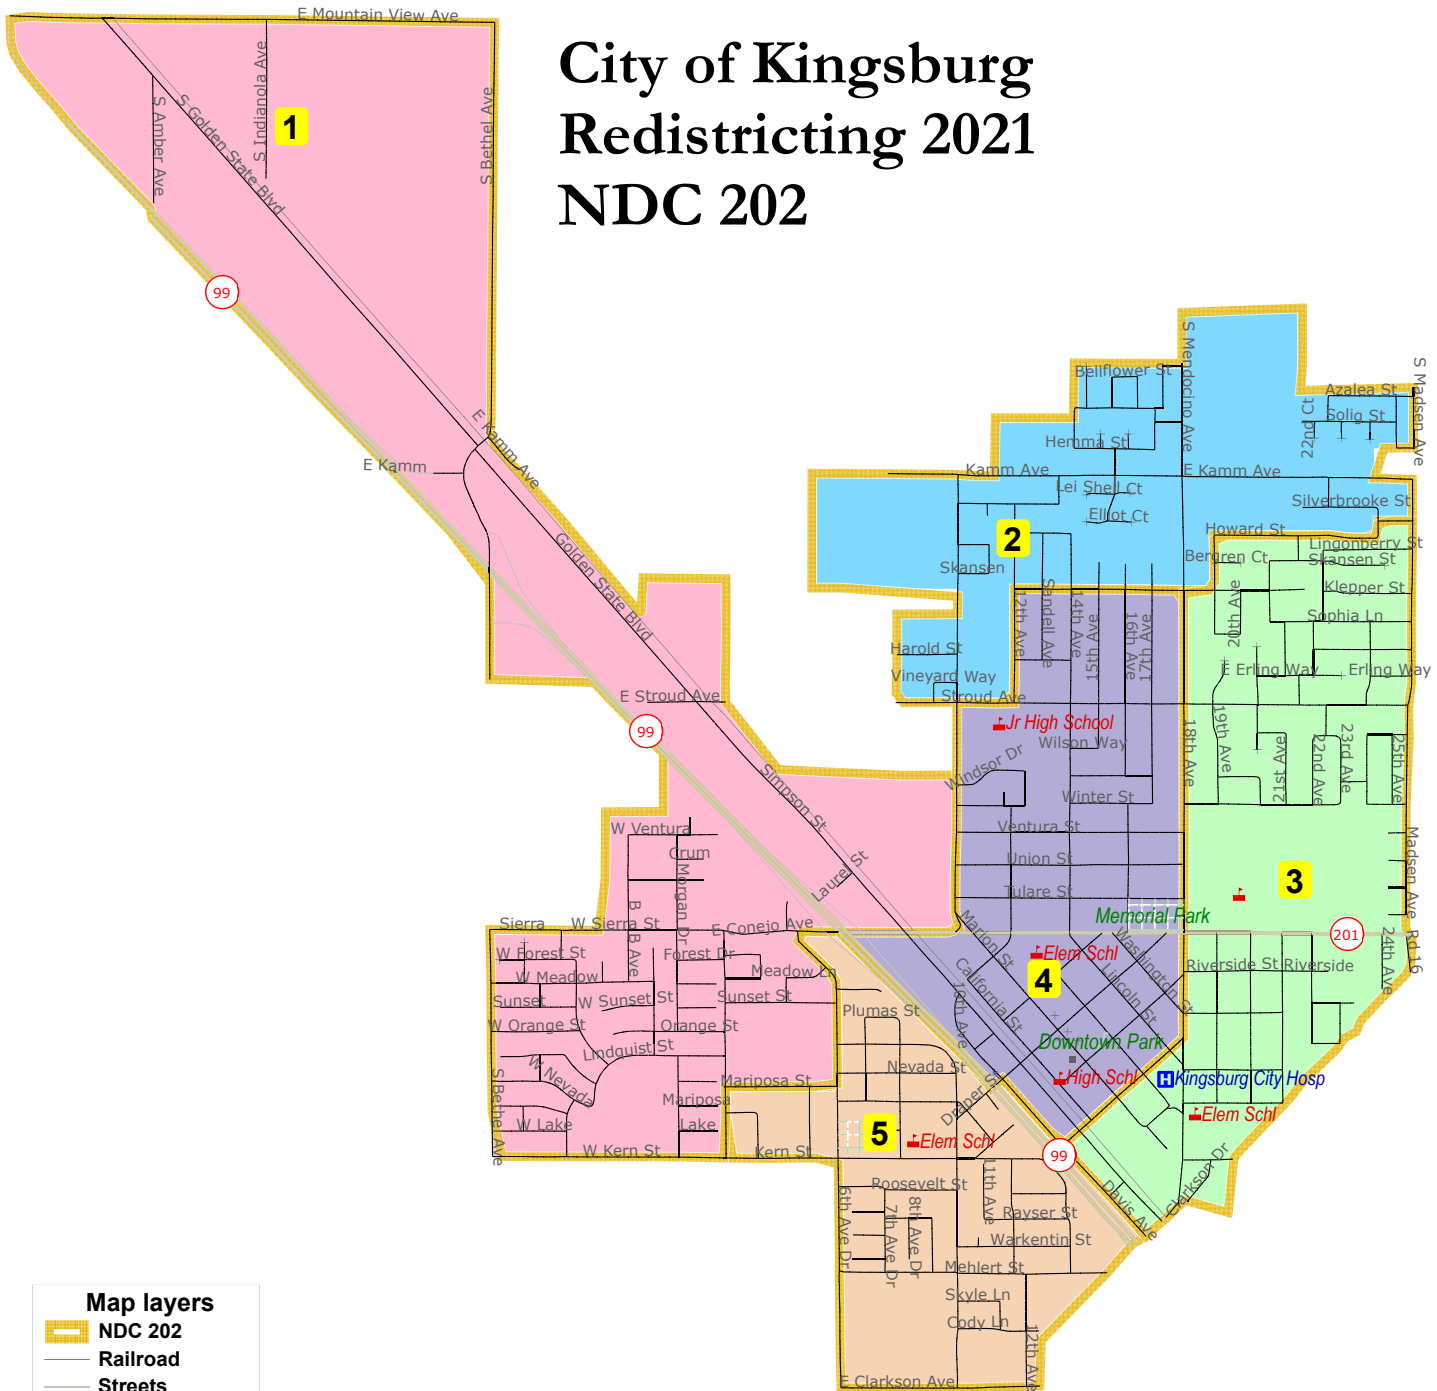 E Mountain View Ave
City of Kingsburg
Redistricting 2021
NDC 202
S Amber Ave
S Golden State Blvd
S Indianola Ave
1
S Bethel Ave
99
E Kamm
E Kamm Ave
Golden State Blvd
E Stroud Ave
99
Simpson St
Laurel St
S Mendocino Ave
Bellflower St
Hemma St
Kamm Ave
E Kamm Ave
Lei Shell Ct
Elliot Ct
22nd Ct
Azalea St
Solig St
S Madsen Ave
Silverbrooke St
2
Skansen
Howard St
Bergren Ct
Lingonberry St
Skansen St
Klepper St
Sophia Ln
Harold St
Vineyard Way
Stroud Ave
12th Ave
Sandell Ave
14th Ave
15th Ave
16th Ave
17th Ave
20th Ave
E Erling Way
Erling Way
Jr High School
Wilson Way
Windsor Dr
Winter St
Ventura St
Union St
Tulare St
18th Ave
19th Ave
21st Ave
22nd Ave
23rd Ave
25th Ave
Madsen Ave
Rd 16
3
201
24th Ave
Riverside St
Riverside
Memorial Park
Marion St
Elem Schl
4
California St
10th Ave
Washington St
Lincoln St
Downtown Park
High Schl
H
Kingsburg City Hosp
Elem Schl
W Ventura
Crum
Morgan Dr
B
B Ave
Sierra
W Sierra St
E Conejo Ave
W Forest St
Forest Dr
W Meadow
Meadow Ln
Sunset
W Sunset St
Sunset St
W Orange St
Orange St
Lindquist St
W Nevada
Mariposa St
Mariposa
S Bethel Ave
W Lake
Lake
W Kern St
Kern St
Plumas St
Nevada St
Draper St
5
Elem Schl
99
Roosevelt St
11th Ave
Rayser St
Warkentin St
6th Ave Dr
7th Ave Dr
8th Ave Dr
Mehlert St
Skyle Ln
Cody Ln
12th Ave
E Clarkson Ave
Davis Ave
Clarkson Dr
Map layers
NDC 202
Railroad
Streets